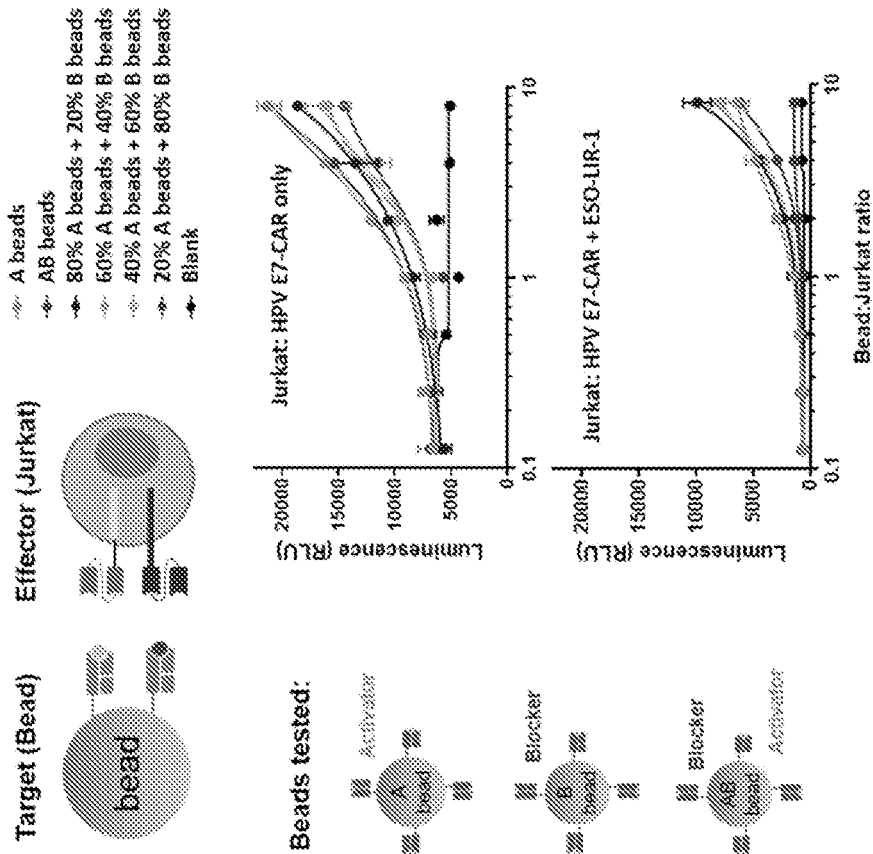 Target (Bead)
Effector (Jurkat)
bead
A beads
AB beads
80% A beads + 20% B beads
60% A beads + 40% B beads
40% A beads + 60% B beads
20% A beads + 80% B beads
Blank
Beads tested:
Activator
A
bead
Blocker
B
bead
Blocker
AB
bead
Activator
Jurkat: HPV E7-CAR only
Luminescence (RLU)
20000
15000
10000
5000
0
0.1
1
10
Jurkat: HPV E7-CAR + ESO-LIR-1
Luminescence (RLU)
20000
15000
10000
5000
0
0.1
1
10
Bead:Jurkat ratio